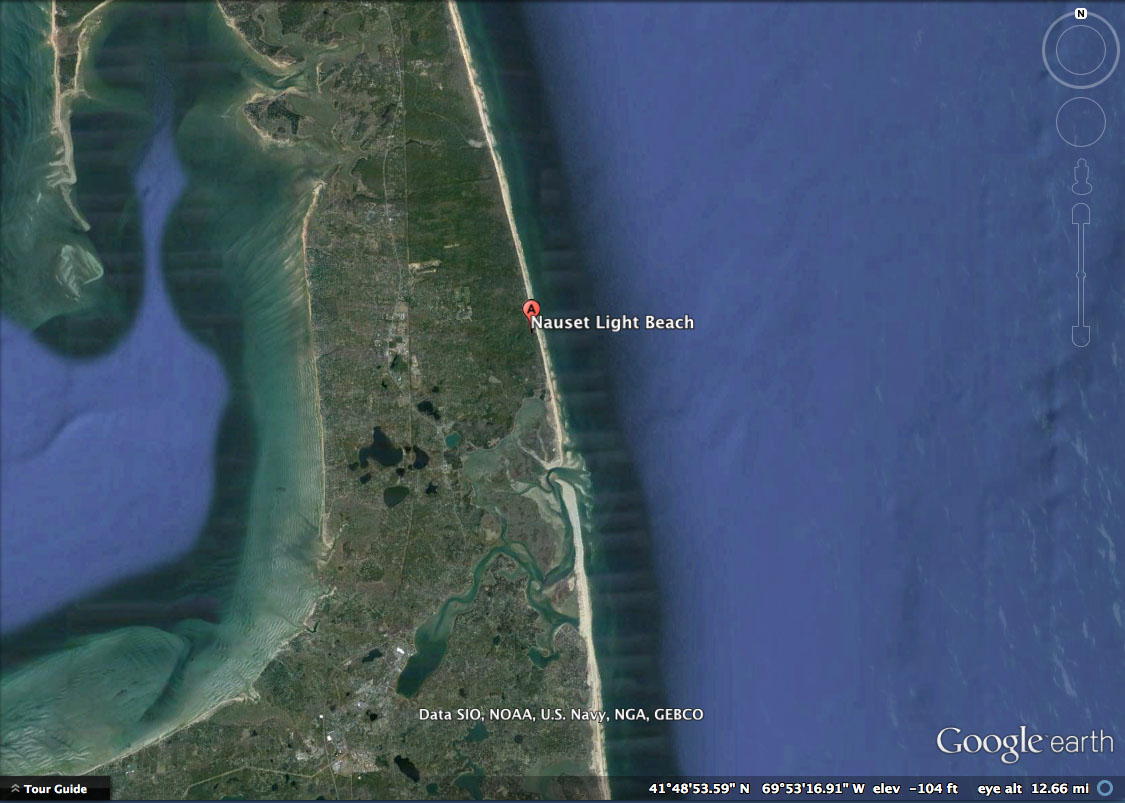 N
A
Nauset Light Beach
Data SIO, NOAA, U.S. Navy, NGA, GEBCO
Google earth
Tour Guide
41°48'53.59" N 69°53'16.91" W elev -104 ft eye alt 12.66 mi